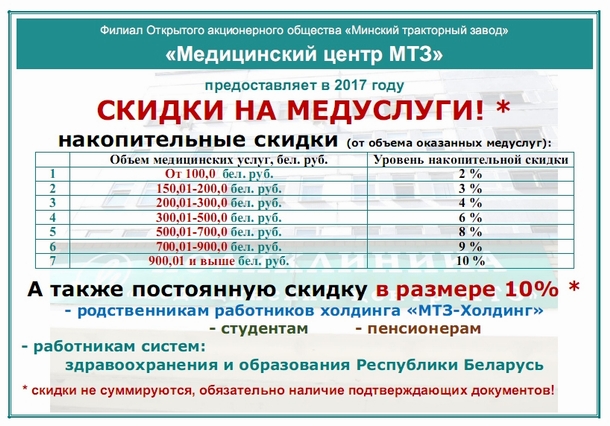 Филиал Открытого акционерного общества «Минский тракторный завод»
«Медицинский центр МТЗ»
предоставляет в 2017 году
СКИДКИ НА МЕДУСЛУГИ! *
накопительные скидки (от объема оказанных медуслуг):
Объем медицинских услуг, бел. руб. Уровень накопительной скидки
1 От 100,0 бел. руб. 2 %
2 150,01-200,0 бел. руб. 3 %
3 200,01-300,0 бел. руб. 4 %
4 300,01-500,0 бел. руб. 6 %
5 500,01-700,0 бел. руб. 8 %
6 700,01-900,0 бел. руб. 9 %
7 900,01 и выше бел. руб. 10 %
А также постоянную скидку в размере 10% *
- родственникам работников холдинга «МТЗ-Холдинг»
- студентам - пенсионерам
- работникам систем:
здравоохранения и образования Республики Беларусь
* скидки не суммируются, обязательно наличие подтверждающих документов!